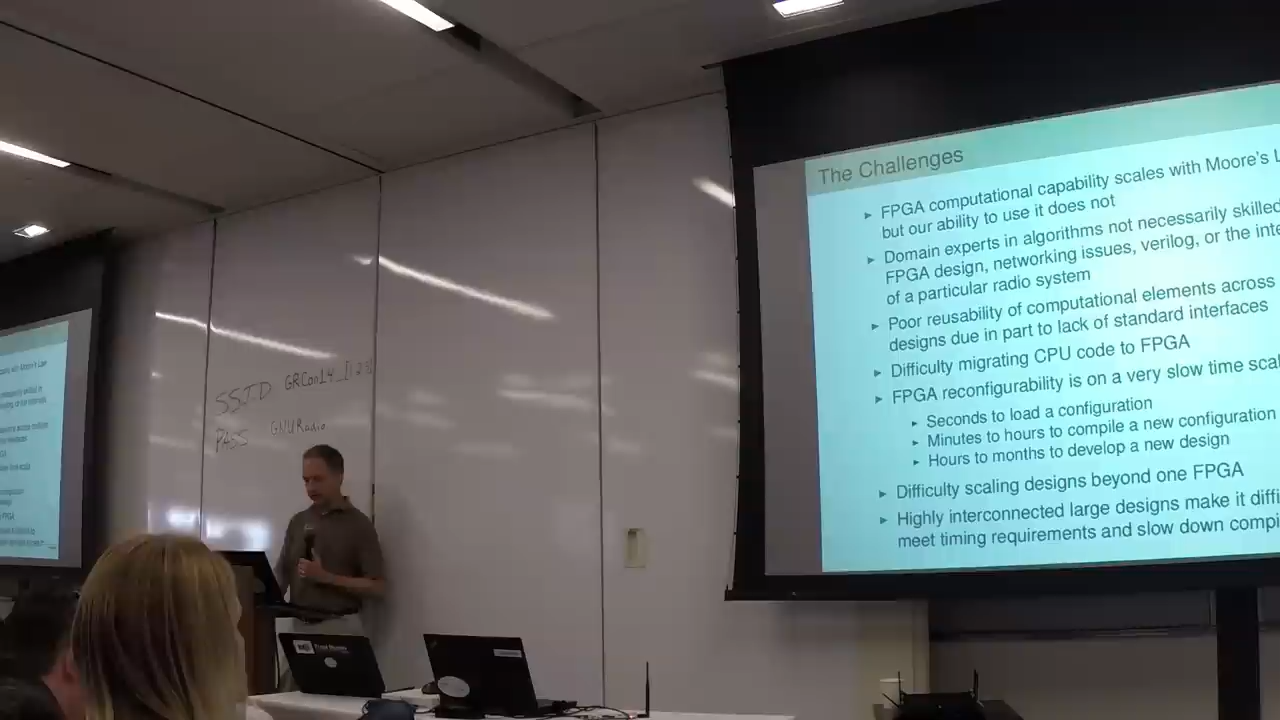 The Challenges
FPGA computational capability scales with Moore's
but our ability to use it does not
Domain experts in algorithms not necessarily skilled
FPGA design, networking issues, verilog, or the
of a particular radio system
Poor reusability of computational elements across
designs due in part to lack of standard interfaces
Difficulty migrating CPU code to FPGA
FPGA reconfigurability is on a very slow time
Seconds to load a configuration
Minutes to hours to compile a new configuration
Hours to months to develop a new design
Difficulty scaling designs beyond one FPGA
Highly interconnected large designs make it
meet timing requirements and slow down
SSID GRCon14_[123]
PASS GNURadio